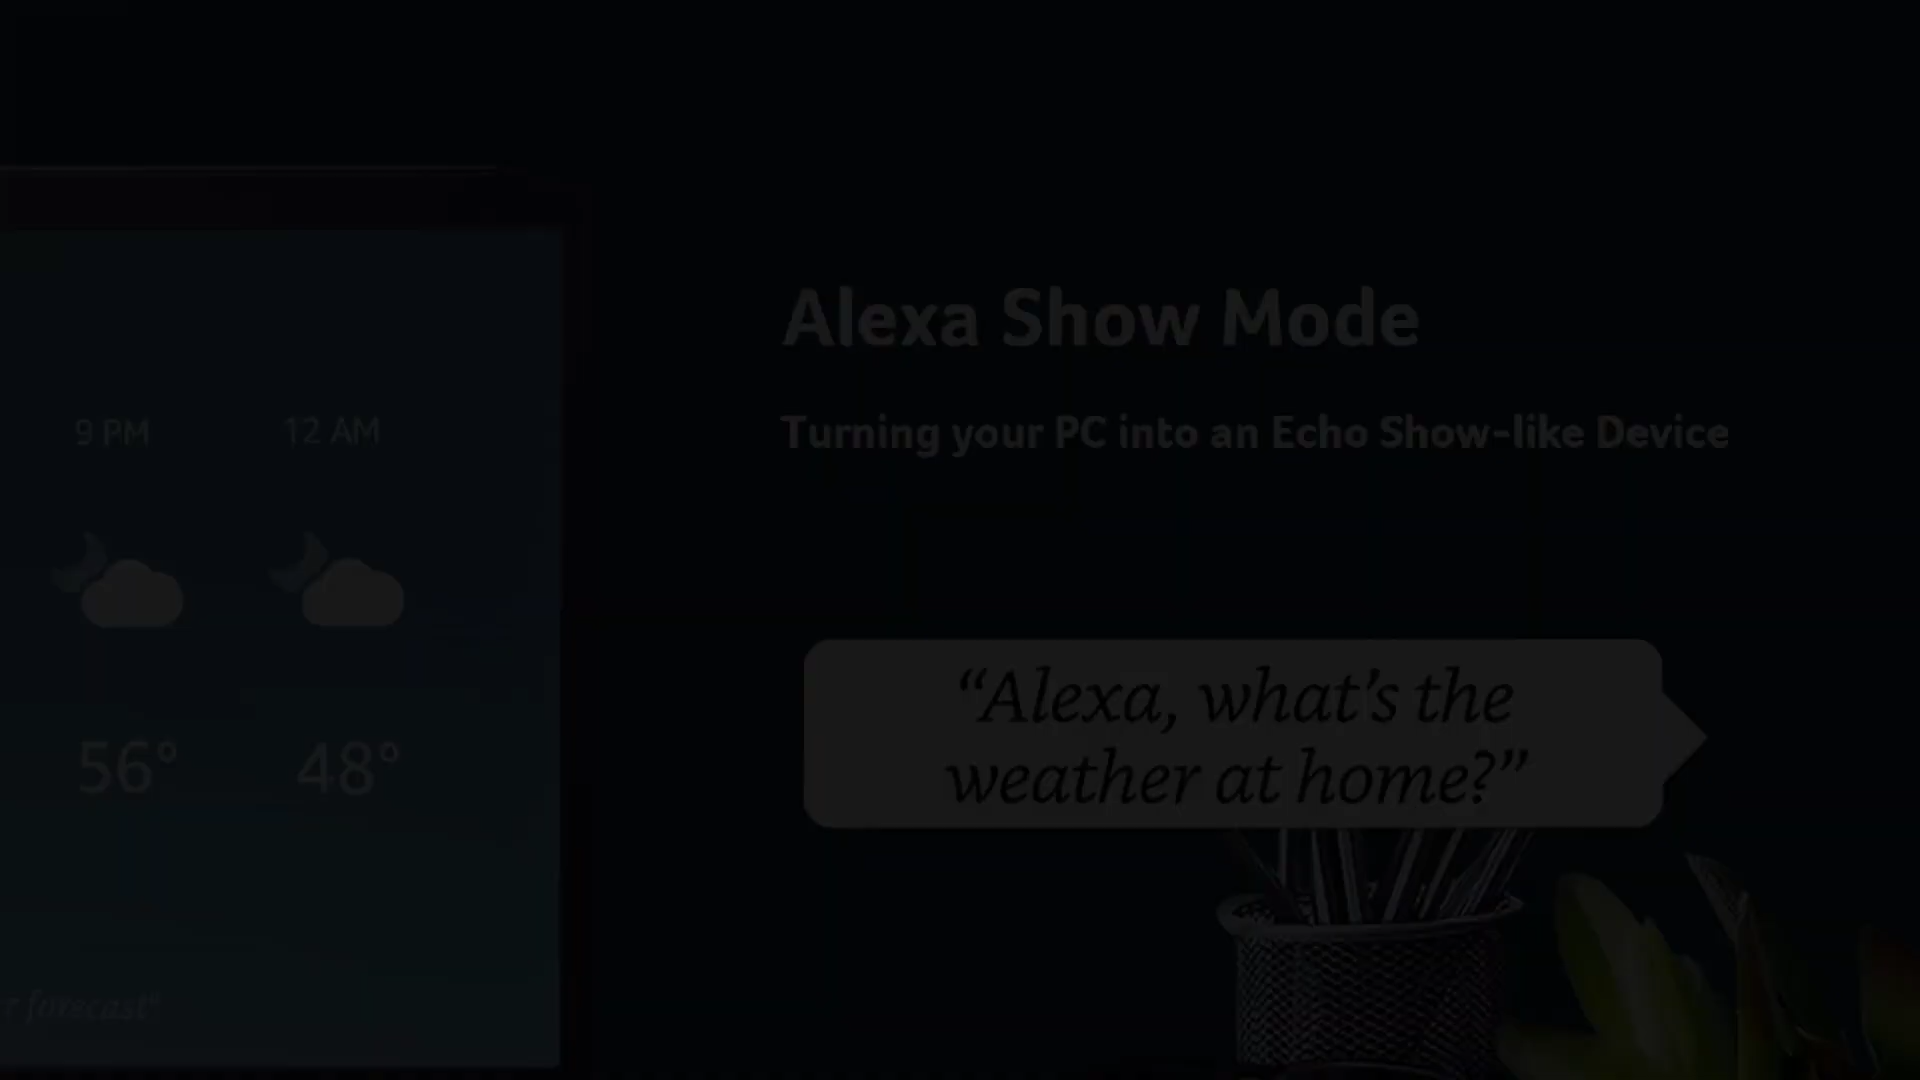 Alexa Show Mode
Turning your PC into an Echo Show-like Device
9 PM 12 AM
56° 48°
“Alexa, what’s the
weather at home?”
forecast"